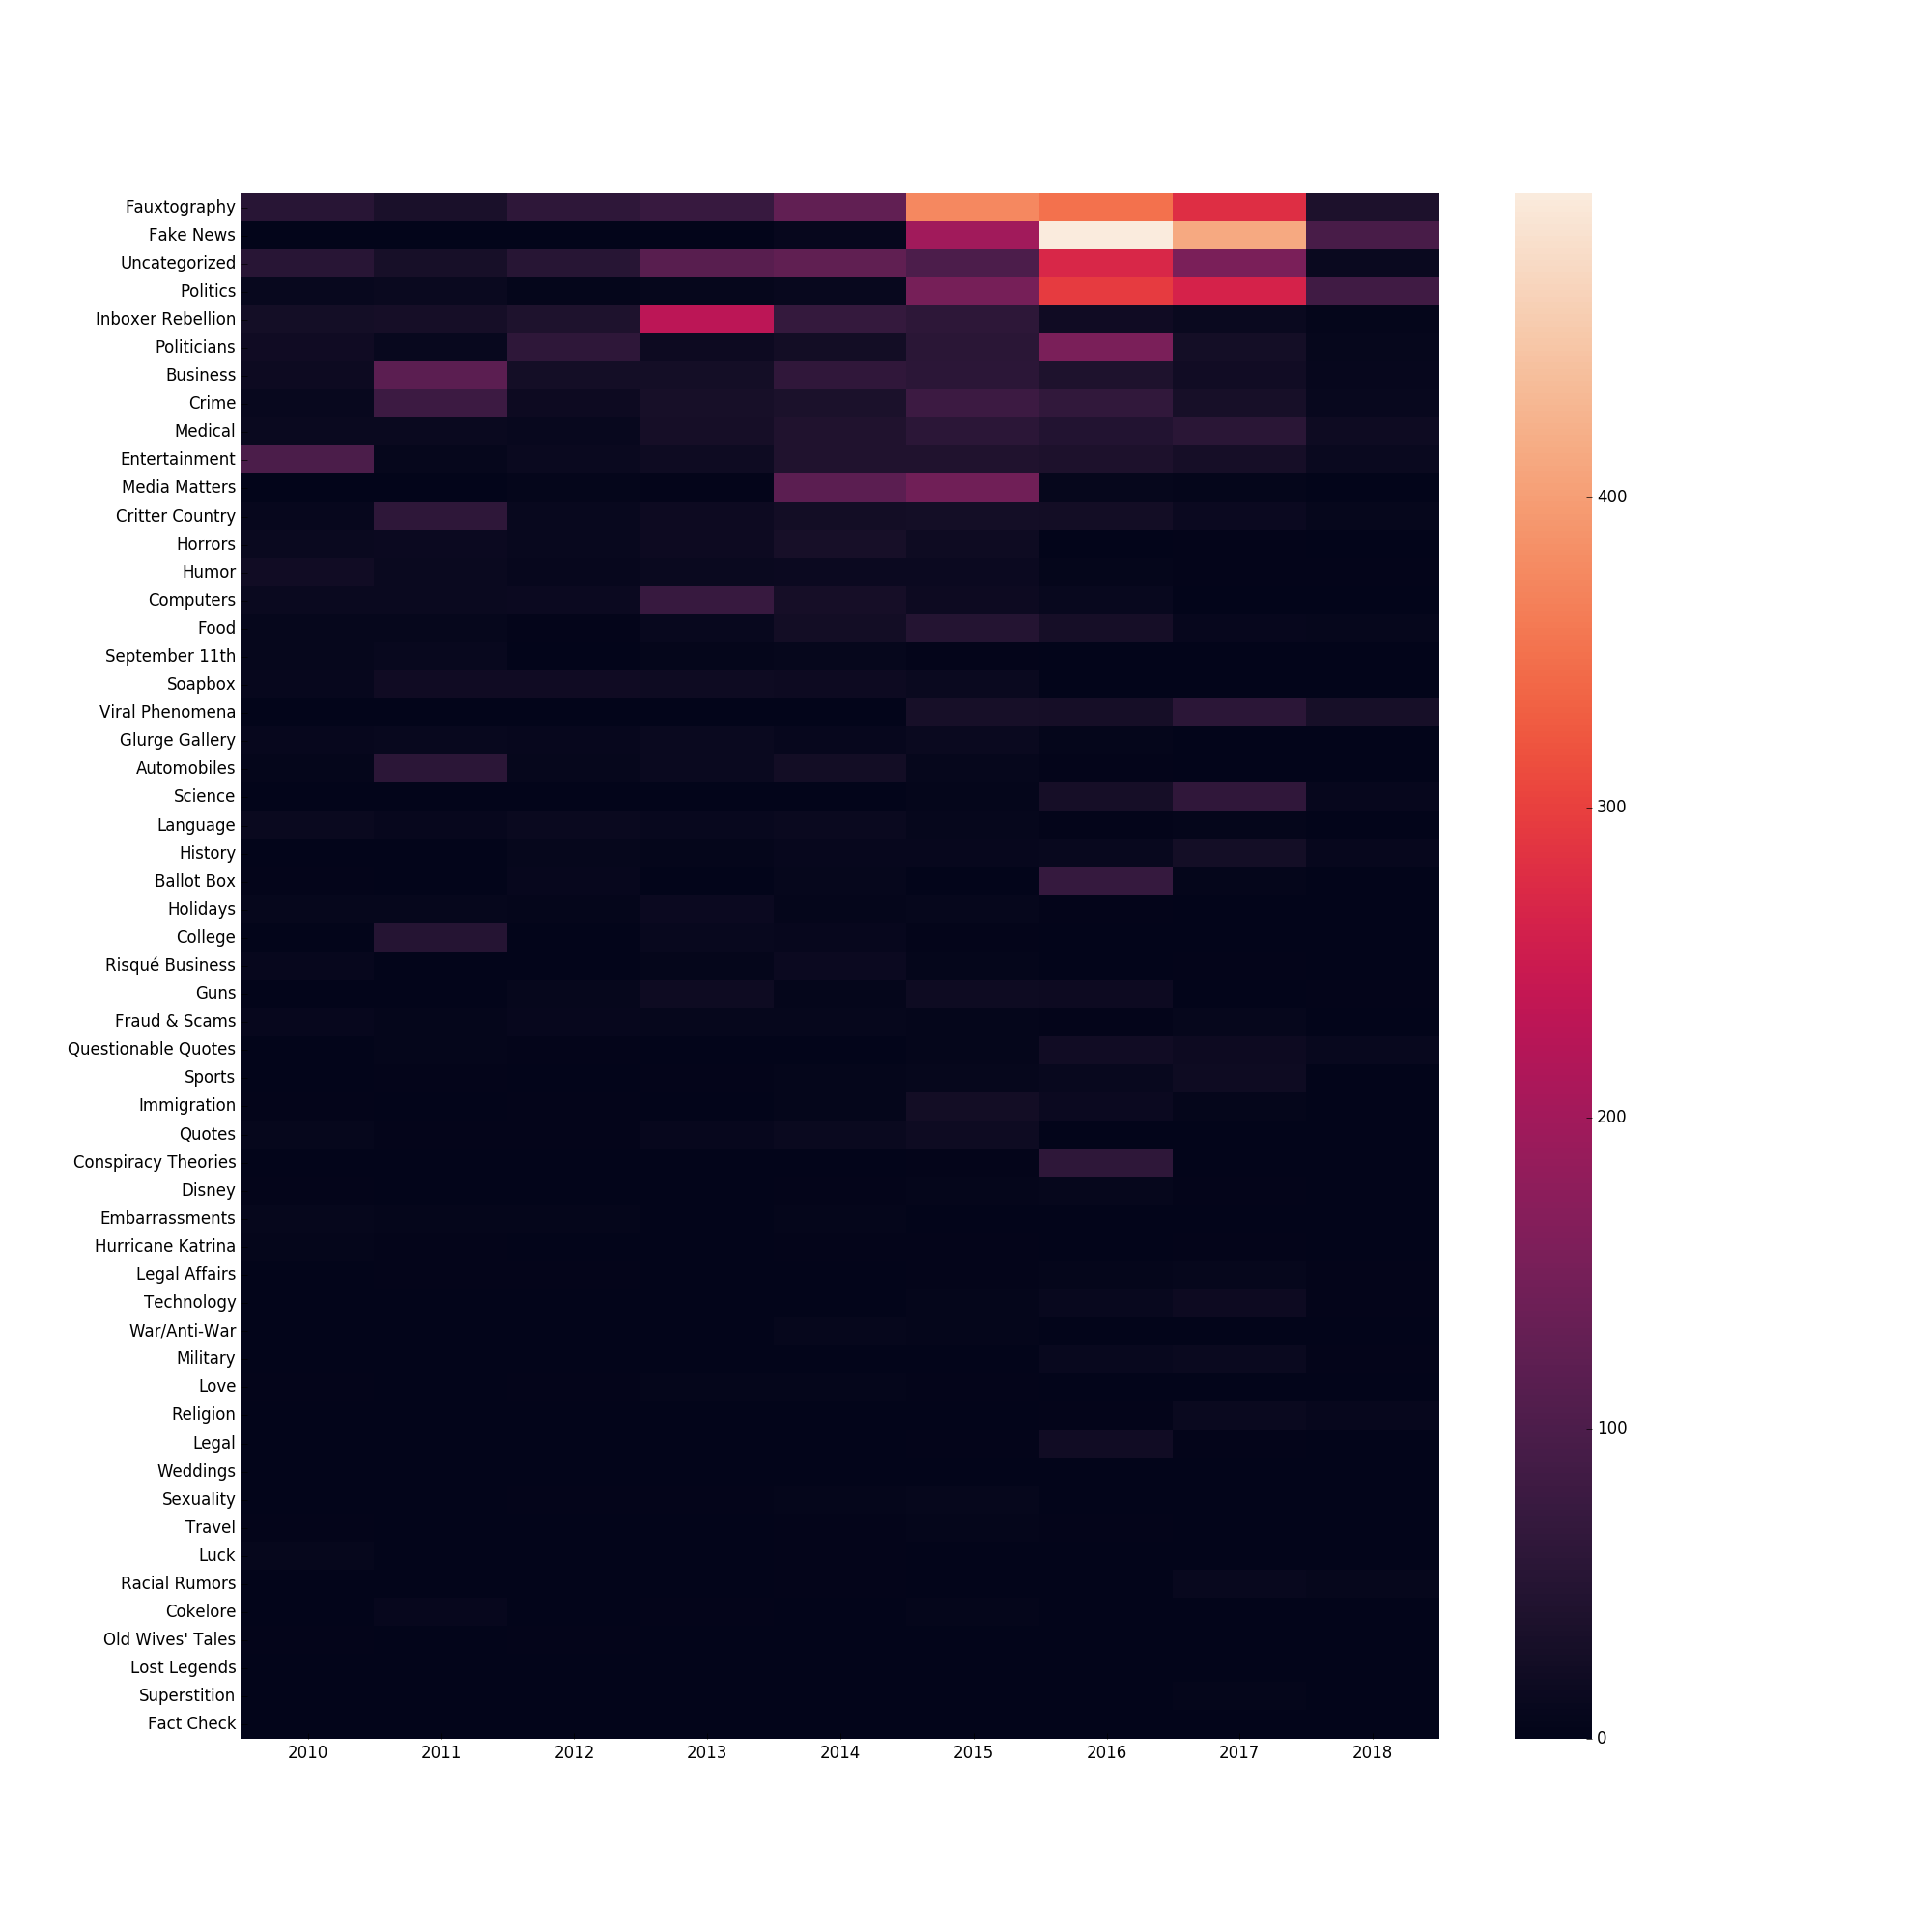 Fauxtography
Fake News
Uncategorized
Politics
Inboxer Rebellion
Politicians
Business
Crime
Medical
Entertainment
Media Matters
Critter Country
Horrors
Humor
Computers
Food
September 11th
Soapbox
Viral Phenomena
Glurge Gallery
Automobiles
Science
Language
History
Ballot Box
Holidays
College
Risqué Business
Guns
Fraud & Scams
Questionable Quotes
Sports
Immigration
Quotes
Conspiracy Theories
Disney
Embarrassments
Hurricane Katrina
Legal Affairs
Technology
War/Anti-War
Military
Love
Religion
Legal
Weddings
Sexuality
Travel
Luck
Racial Rumors
Cokelore
Old Wives' Tales
Lost Legends
Superstition
Fact Check
2010 2011 2012 2013 2014 2015 2016 2017 2018
400
300
200
100
0